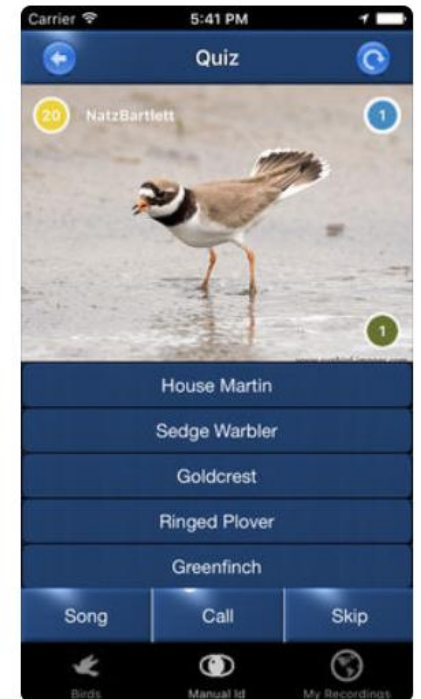 Carrier 5:41 PM
Quiz
20 NatzBartlett 1
1
House Martin
Sedge Warbler
Goldcrest
Ringed Plover
Greenfinch
Song Call Skip
Birds Manual Id My Recordings